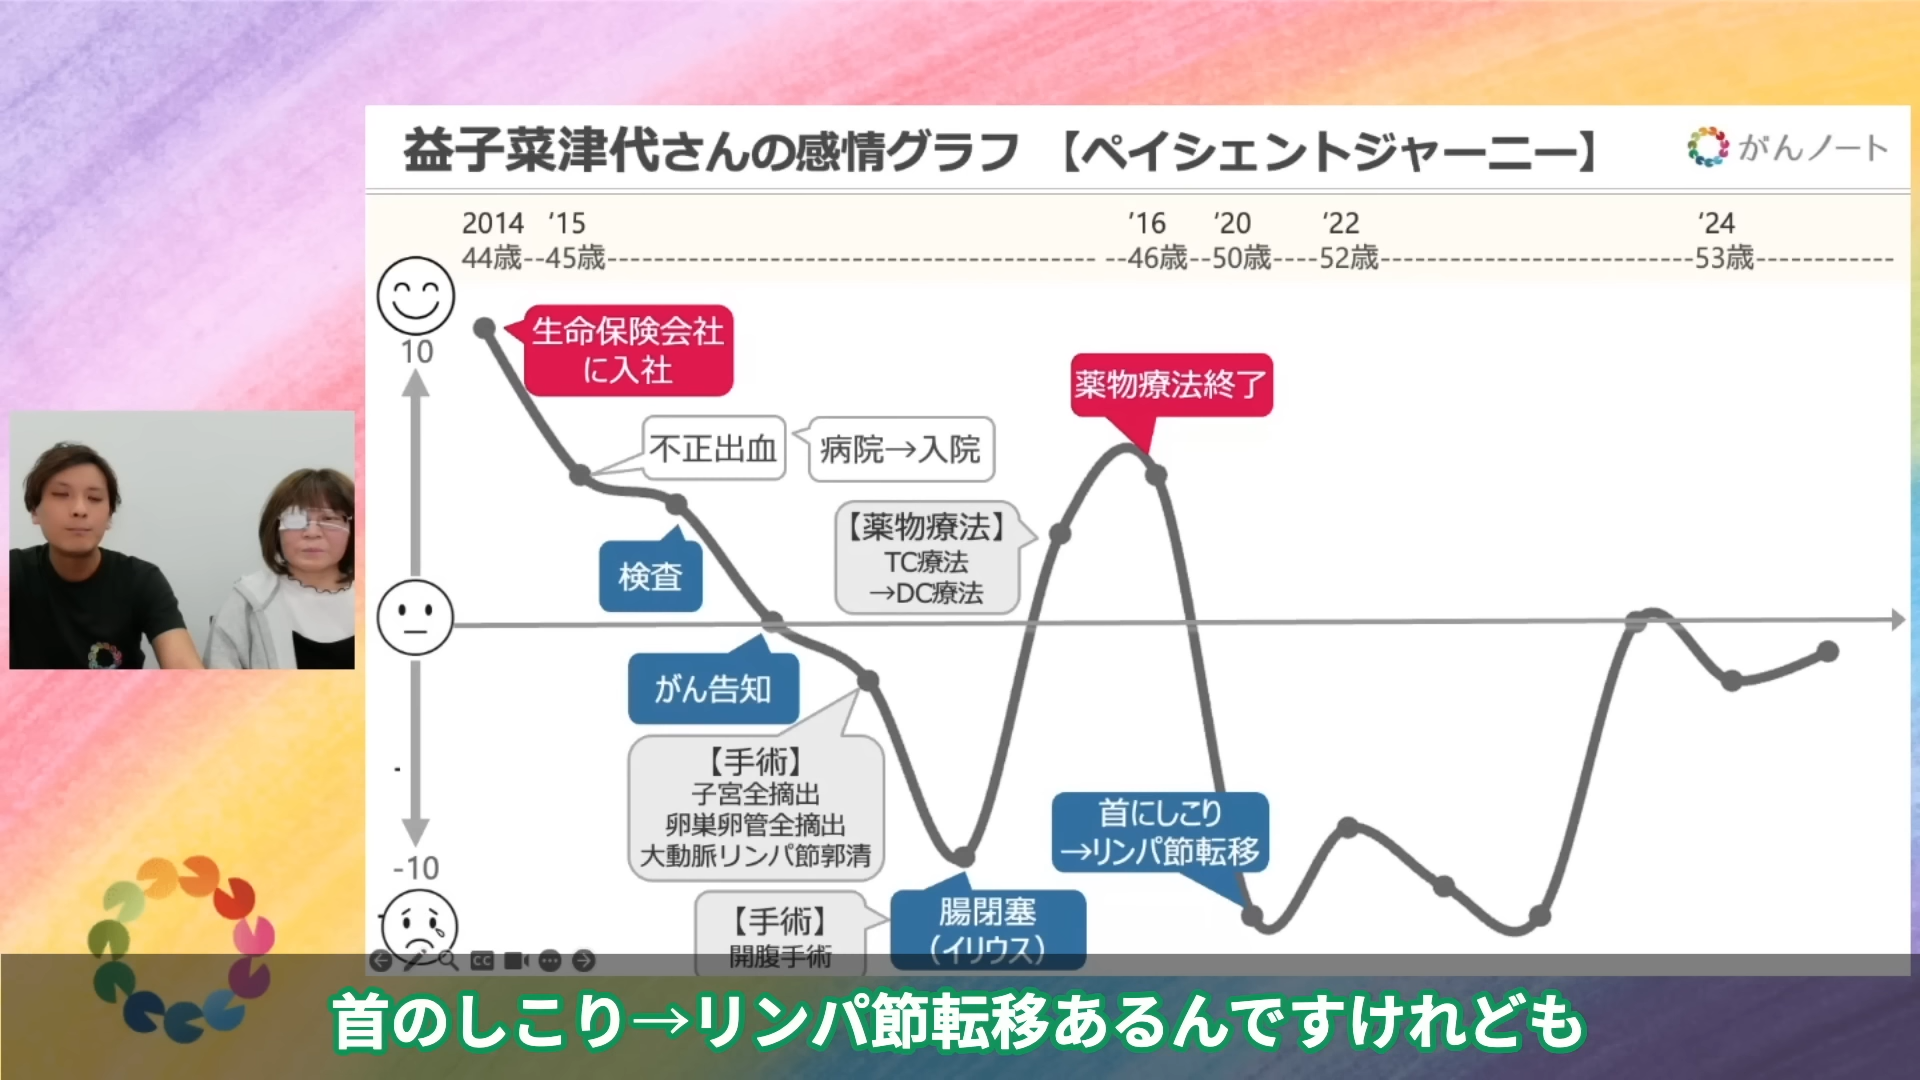 益子菜津代さんの感情グラフ 【ペイシェントジャーニー】
がんノート
2014 ‘15 ‘16 ‘20 ‘22 ‘24
44歳--45歳---46歳--50歳----52歳---53歳---
10
生命保険会社
に入社
不正出血
病院→入院
薬物療法終了
検査
【薬物療法】
TC療法
→DC療法
がん告知
【手術】
子宮全摘出
卵巣卵管全摘出
大動脈リンパ節郭清
首にしこり
→リンパ節転移
-10
【手術】
開腹手術
腸閉塞
（イリウス）
CC
首のしこり→リンパ節転移あるんですけれども